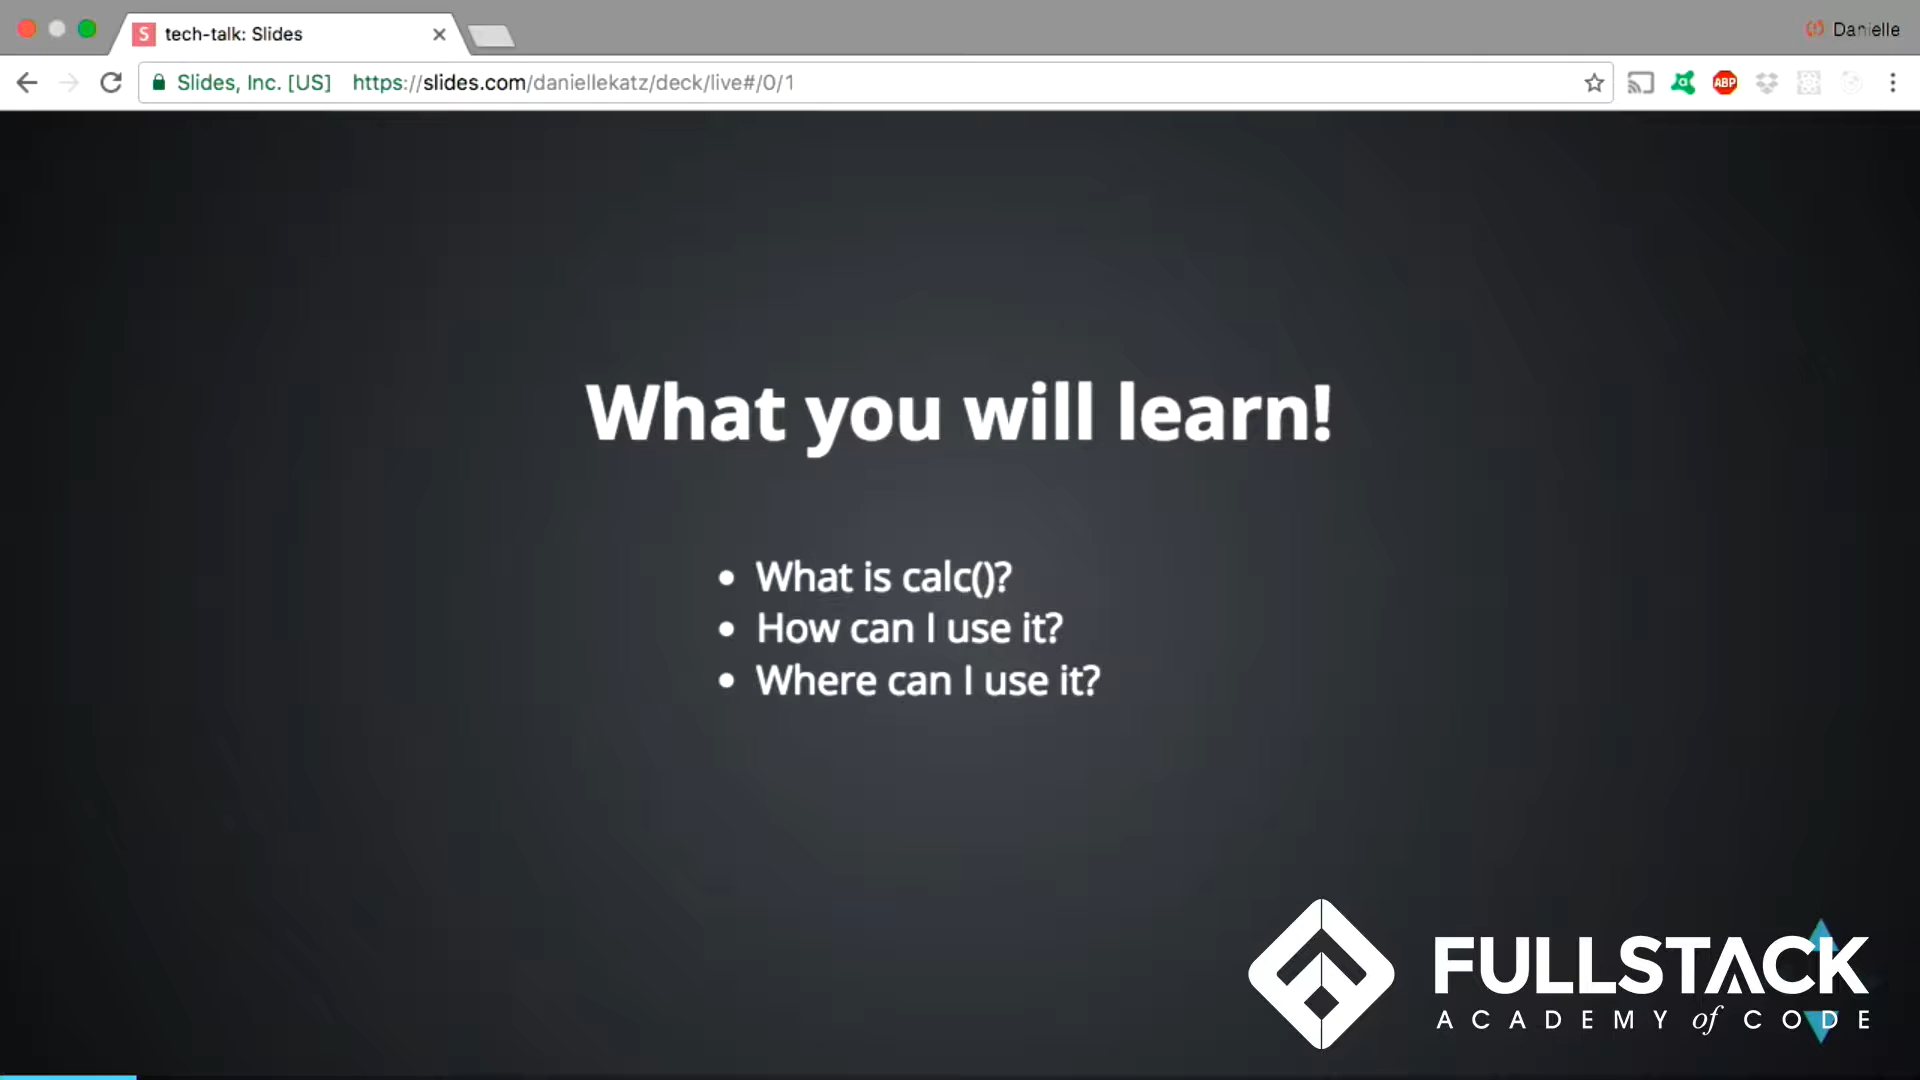 S tech-talk: Slides
Danielle
Slides, Inc. [US] https://slides.com/daniellekatz/deck/live#/0/1
ABP
What you will learn!
• What is calc()?
• How can I use it?
• Where can I use it?
FULLSTACK
ACADEMY of CODE